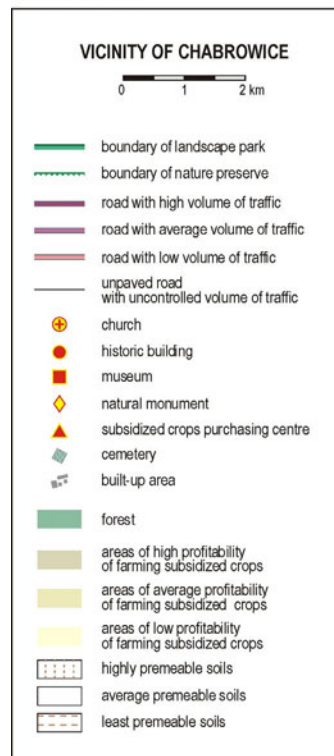 VICINITY OF CHABROWICE
0 1 2 km
boundary of landscape park
boundary of nature preserve
road with high volume of traffic
road with average volume of traffic
road with low volume of traffic
unpaved road
with uncontrolled volume of traffic
church
historic building
museum
natural monument
subsidized crops purchasing centre
cemetery
built-up area
forest
areas of high profitability
of farming subsidized crops
areas of average profitability
of farming subsidized crops
areas of low profitability
of farming subsidized crops
highly premeable soils
average premeable soils
least premeable soils